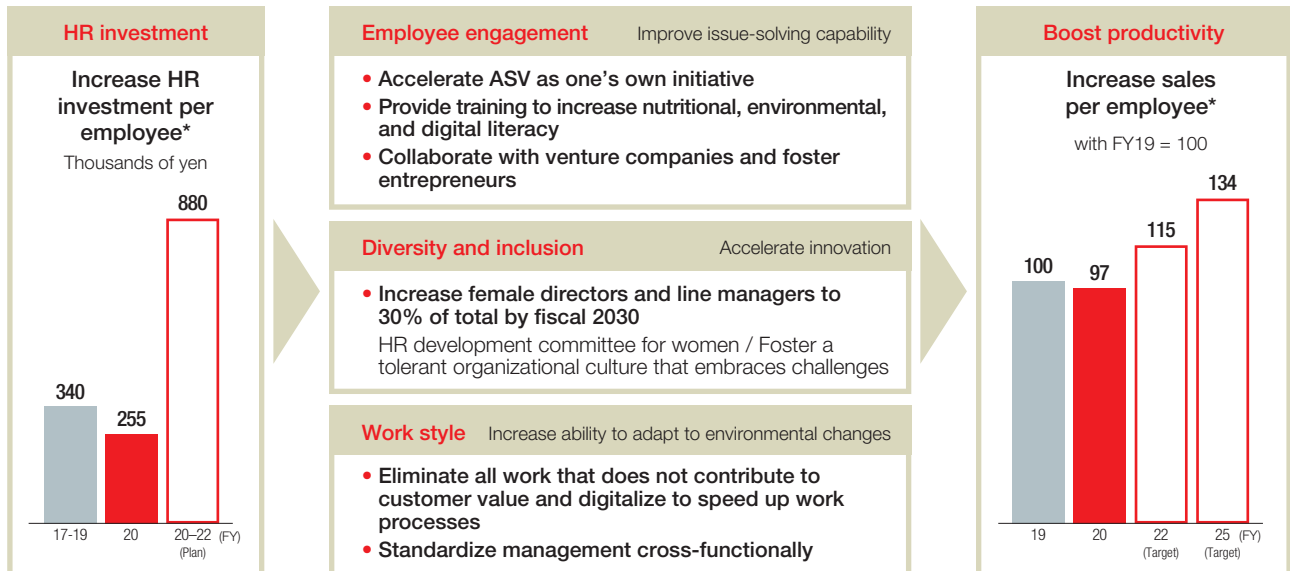 HR investment
Increase HR
investment per
employee*
Thousands of yen
880
340
255
17-19
20
20–22 (FY)
(Plan)
Employee engagement Improve issue-solving capability
• Accelerate ASV as one’s own initiative
• Provide training to increase nutritional, environmental,
and digital literacy
• Collaborate with venture companies and foster
entrepreneurs
Diversity and inclusion Accelerate innovation
• Increase female directors and line managers to
30% of total by fiscal 2030
HR development committee for women / Foster a
tolerant organizational culture that embraces challenges
Work style Increase ability to adapt to environmental changes
• Eliminate all work that does not contribute to
customer value and digitalize to speed up work
processes
• Standardize management cross-functionally
Boost productivity
Increase sales
per employee*
with FY19 = 100
134
115
100
97
19
20
22
(Target)
25 (FY)
(Target)